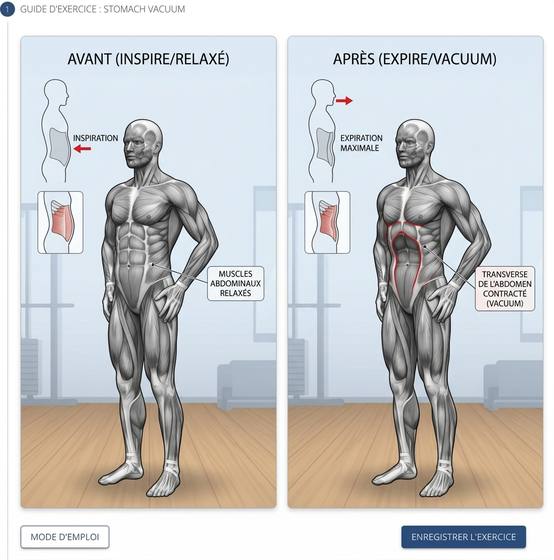 1 GUIDE D'EXERCICE : STOMACH VACUUM
AVANT (INSPIRE/RELAXÉ)
INSPIRATION
MUSCLES
ABDOMINAUX
RELAXÉS
APRÈS (EXPIRE/VACUUM)
EXPIRATION
MAXIMALE
TRANSVERSE
DE L'ABDOMEN
CONTRACTÉ
(VACUUM)
MODE D'EMPLOI
ENREGISTRER L'EXERCICE